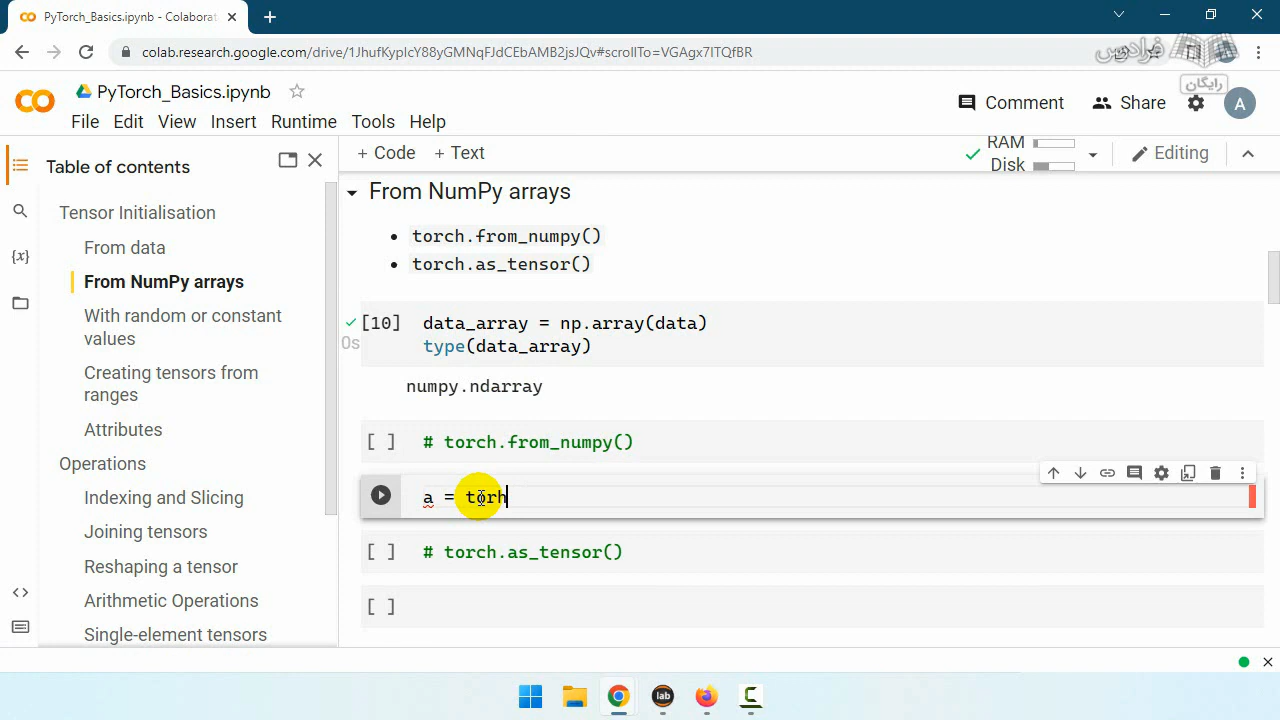 PyTorch_Basics.ipynb - Colaborat
colab.research.google.com/drive/1JhufKyplcY88yGMNqFJdCEbAMB2jsJQv#scrollTo=VGAgx7ITQfBR
فرادرس
رایگان
PyTorch_Basics.ipynb
File Edit View Insert Runtime Tools Help
Comment
Share
A
Table of contents
Tensor Initialisation
From data
From NumPy arrays
With random or constant
values
Creating tensors from
ranges
Attributes
Operations
Indexing and Slicing
Joining tensors
Reshaping a tensor
Arithmetic Operations
Single-element tensors
+ Code + Text
RAM
Disk
Editing
From NumPy arrays
torch.from_numpy()
torch.as_tensor()
[10] data_array = np.array(data)
0s type(data_array)
numpy.ndarray
[ ] # torch.from_numpy()
a = torh
[ ] # torch.as_tensor()
[ ]
lab